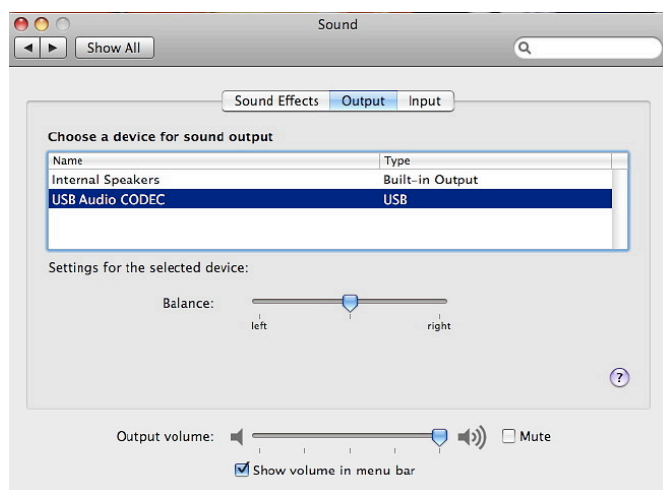 Sound
Show All
Sound Effects Output Input
Choose a device for sound output
Name Type
Internal Speakers Built-in Output
USB Audio CODEC USB
Settings for the selected device:
Balance:
left right
?
Output volume: Mute
Show volume in menu bar